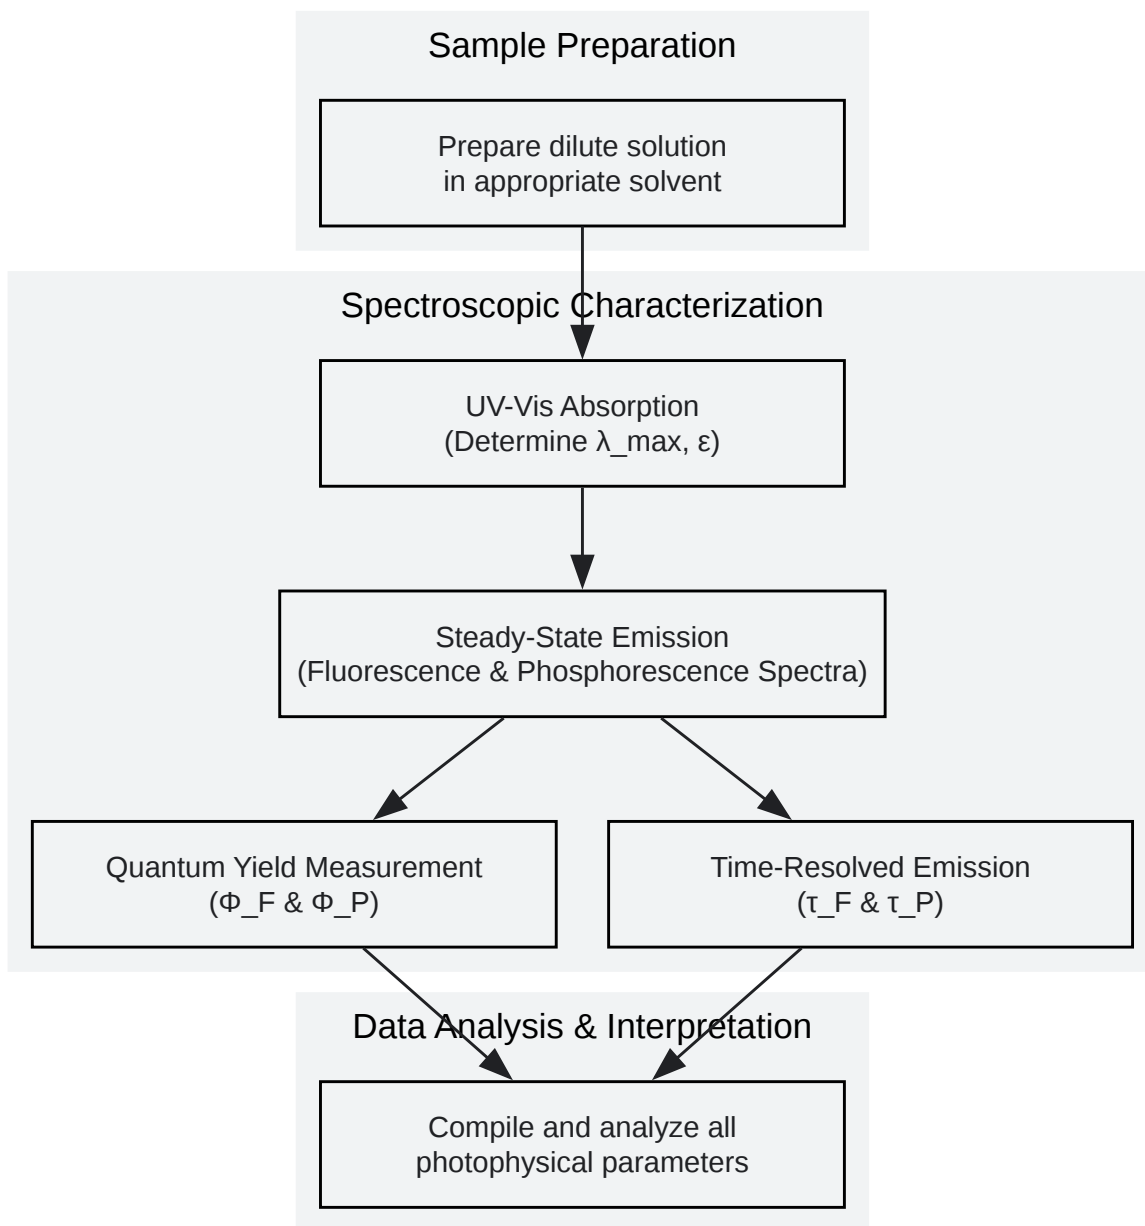 Sample Preparation
Prepare dilute solution
in appropriate solvent
Spectroscopic Characterization
UV-Vis Absorption
(Determine λ_max, ε)
Steady-State Emission
(Fluorescence & Phosphorescence Spectra)
Quantum Yield Measurement
(Φ_F & Φ_P)
Time-Resolved Emission
(τ_F & τ_P)
Data Analysis & Interpretation
Compile and analyze all
photophysical parameters